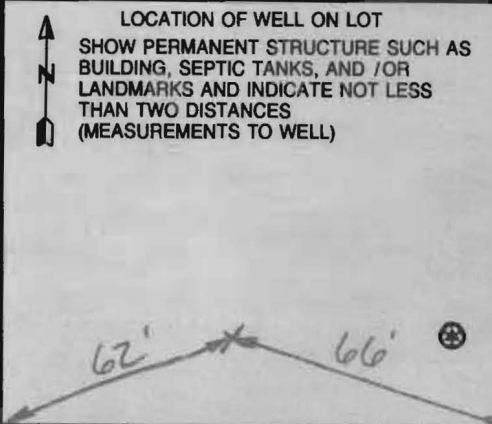 LOCATION OF WELL ON LOT
SHOW PERMANENT STRUCTURE SUCH AS
N
BUILDING, SEPTIC TANKS, AND /OR
LANDMARKS AND INDICATE NOT LESS
THAN TWO DISTANCES
(MEASUREMENTS TO WELL)
62'
66'